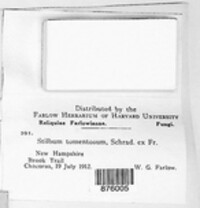 Distributed by the
FARLOW HERBARIUM OF HARVARD UNIVERSITY
Reliquiae Farlowianae. Fungi.
Stilbum tomentosum, Schrad. ex Fr.
New Hampshire
Brook Trail
Chocorua, 19 July 1912. W. G. Farlow.
876005